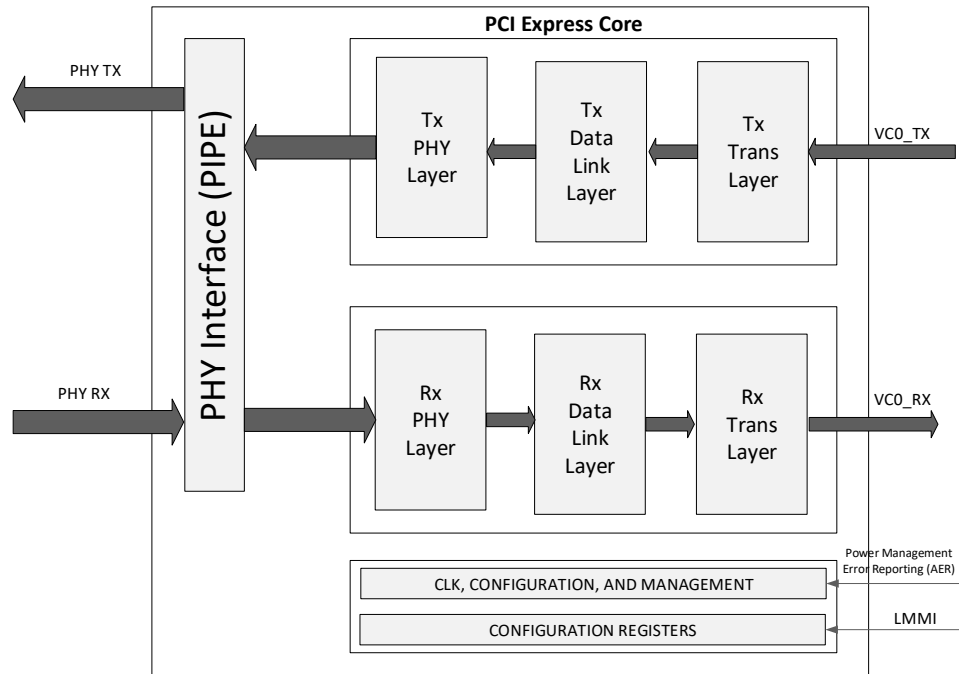 PCI Express Core
PHY TX
PHY Interface (PIPE)
Tx
PHY
Layer
Tx
Data
Link
Layer
Tx
Trans
Layer
VC0_TX
PHY RX
Rx
PHY
Layer
Rx
Data
Link
Layer
Rx
Trans
Layer
VC0_RX
CLK, CONFIGURATION, AND MANAGEMENT
Power Management
Error Reporting (AER)
CONFIGURATION REGISTERS
LMMI